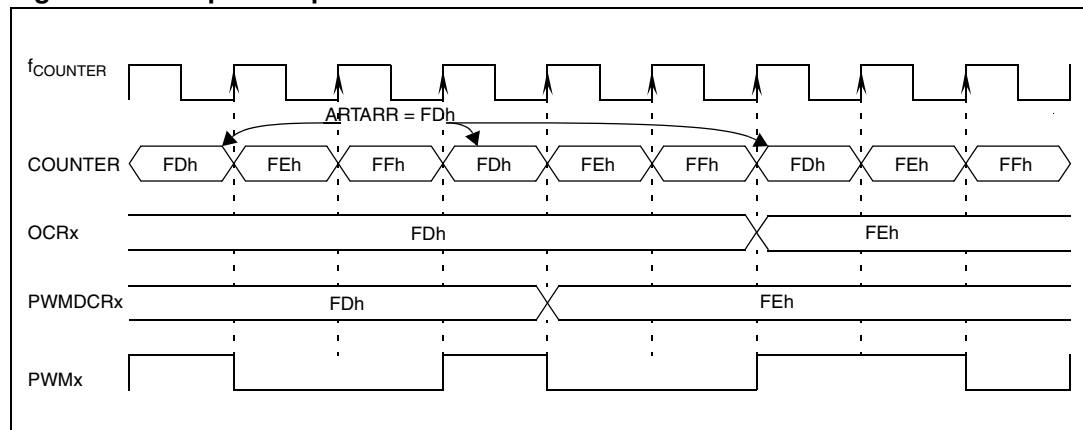 fCOUNTER
ARTARR = FDh
COUNTER FDh FEh FFh FDh FEh FFh FDh FEh FFh
OCRx FDh FEh
PWMDCRx FDh FEh
PWMx